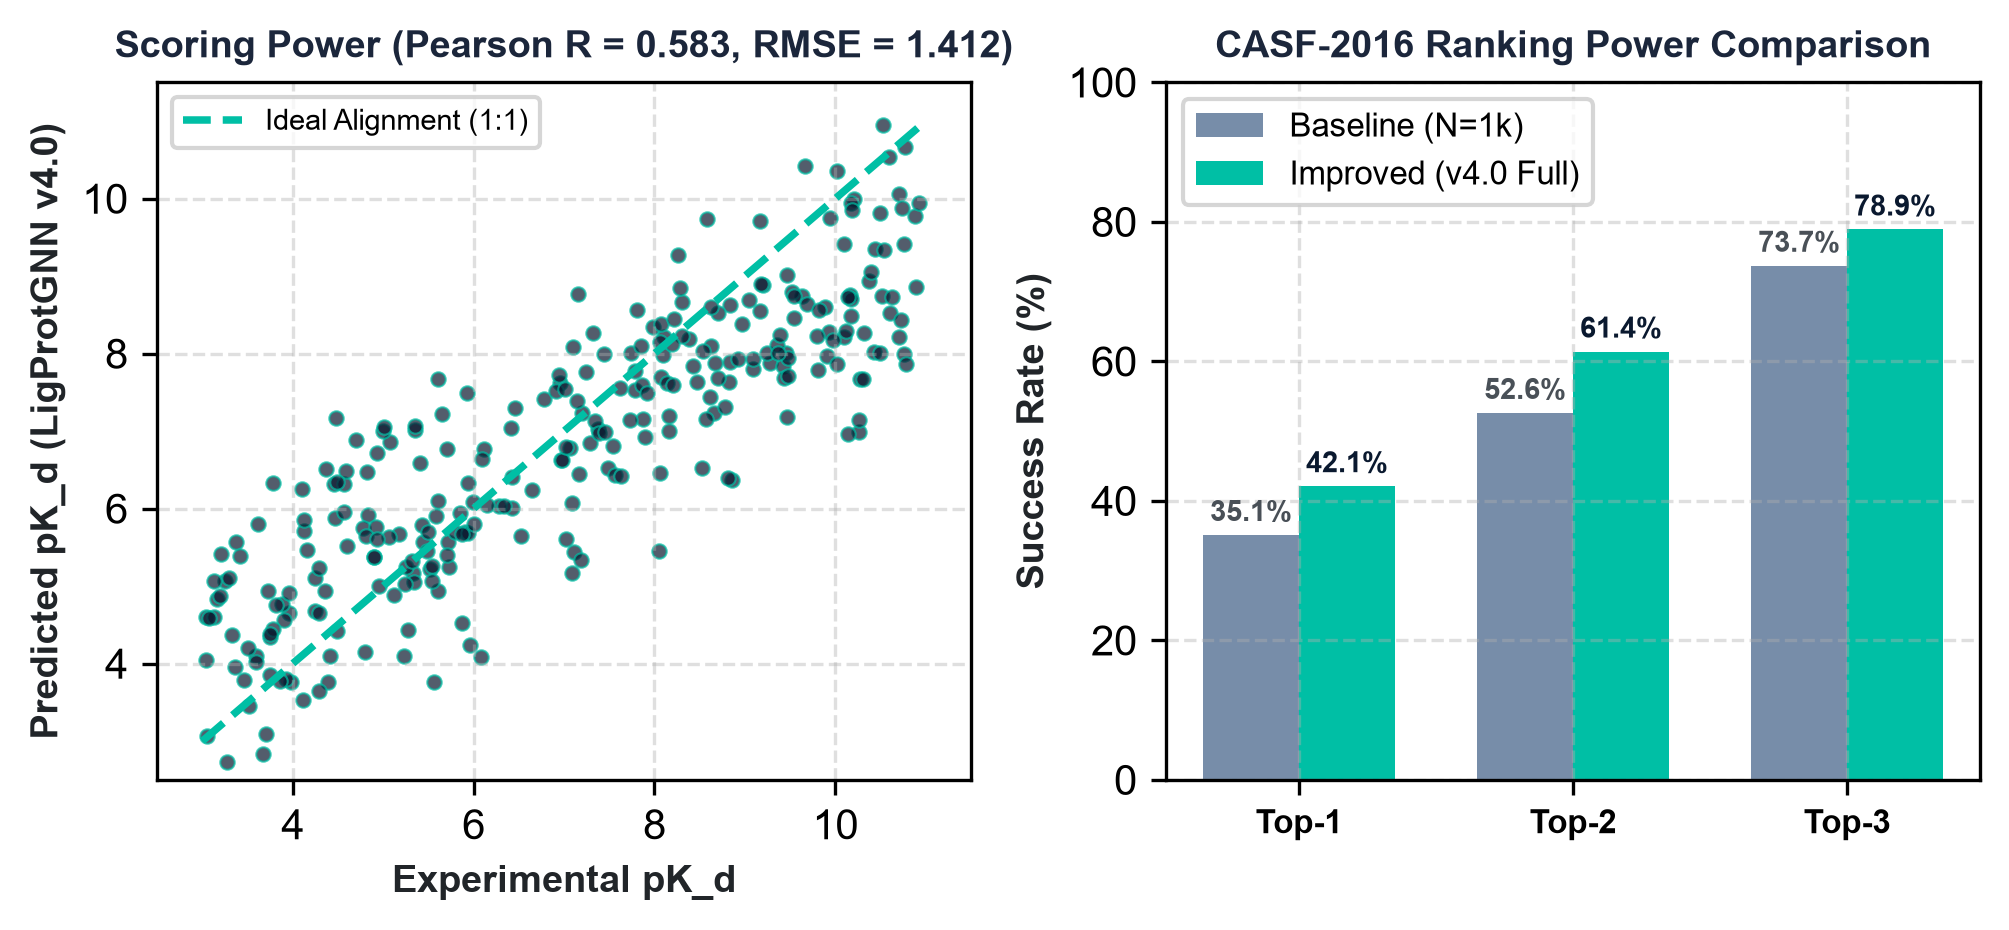 Scoring Power (Pearson R = 0.583, RMSE = 1.412)
Ideal Alignment (1:1)
Predicted pK_d (LigProtGNN v4.0)
10
8
6
4
4 6 8 10
Experimental pK_d
CASF-2016 Ranking Power Comparison
Baseline (N=1k)
Improved (v4.0 Full)
Success Rate (%)
100
80
60
40
20
0
35.1%
42.1%
52.6%
61.4%
73.7%
78.9%
Top-1 Top-2 Top-3